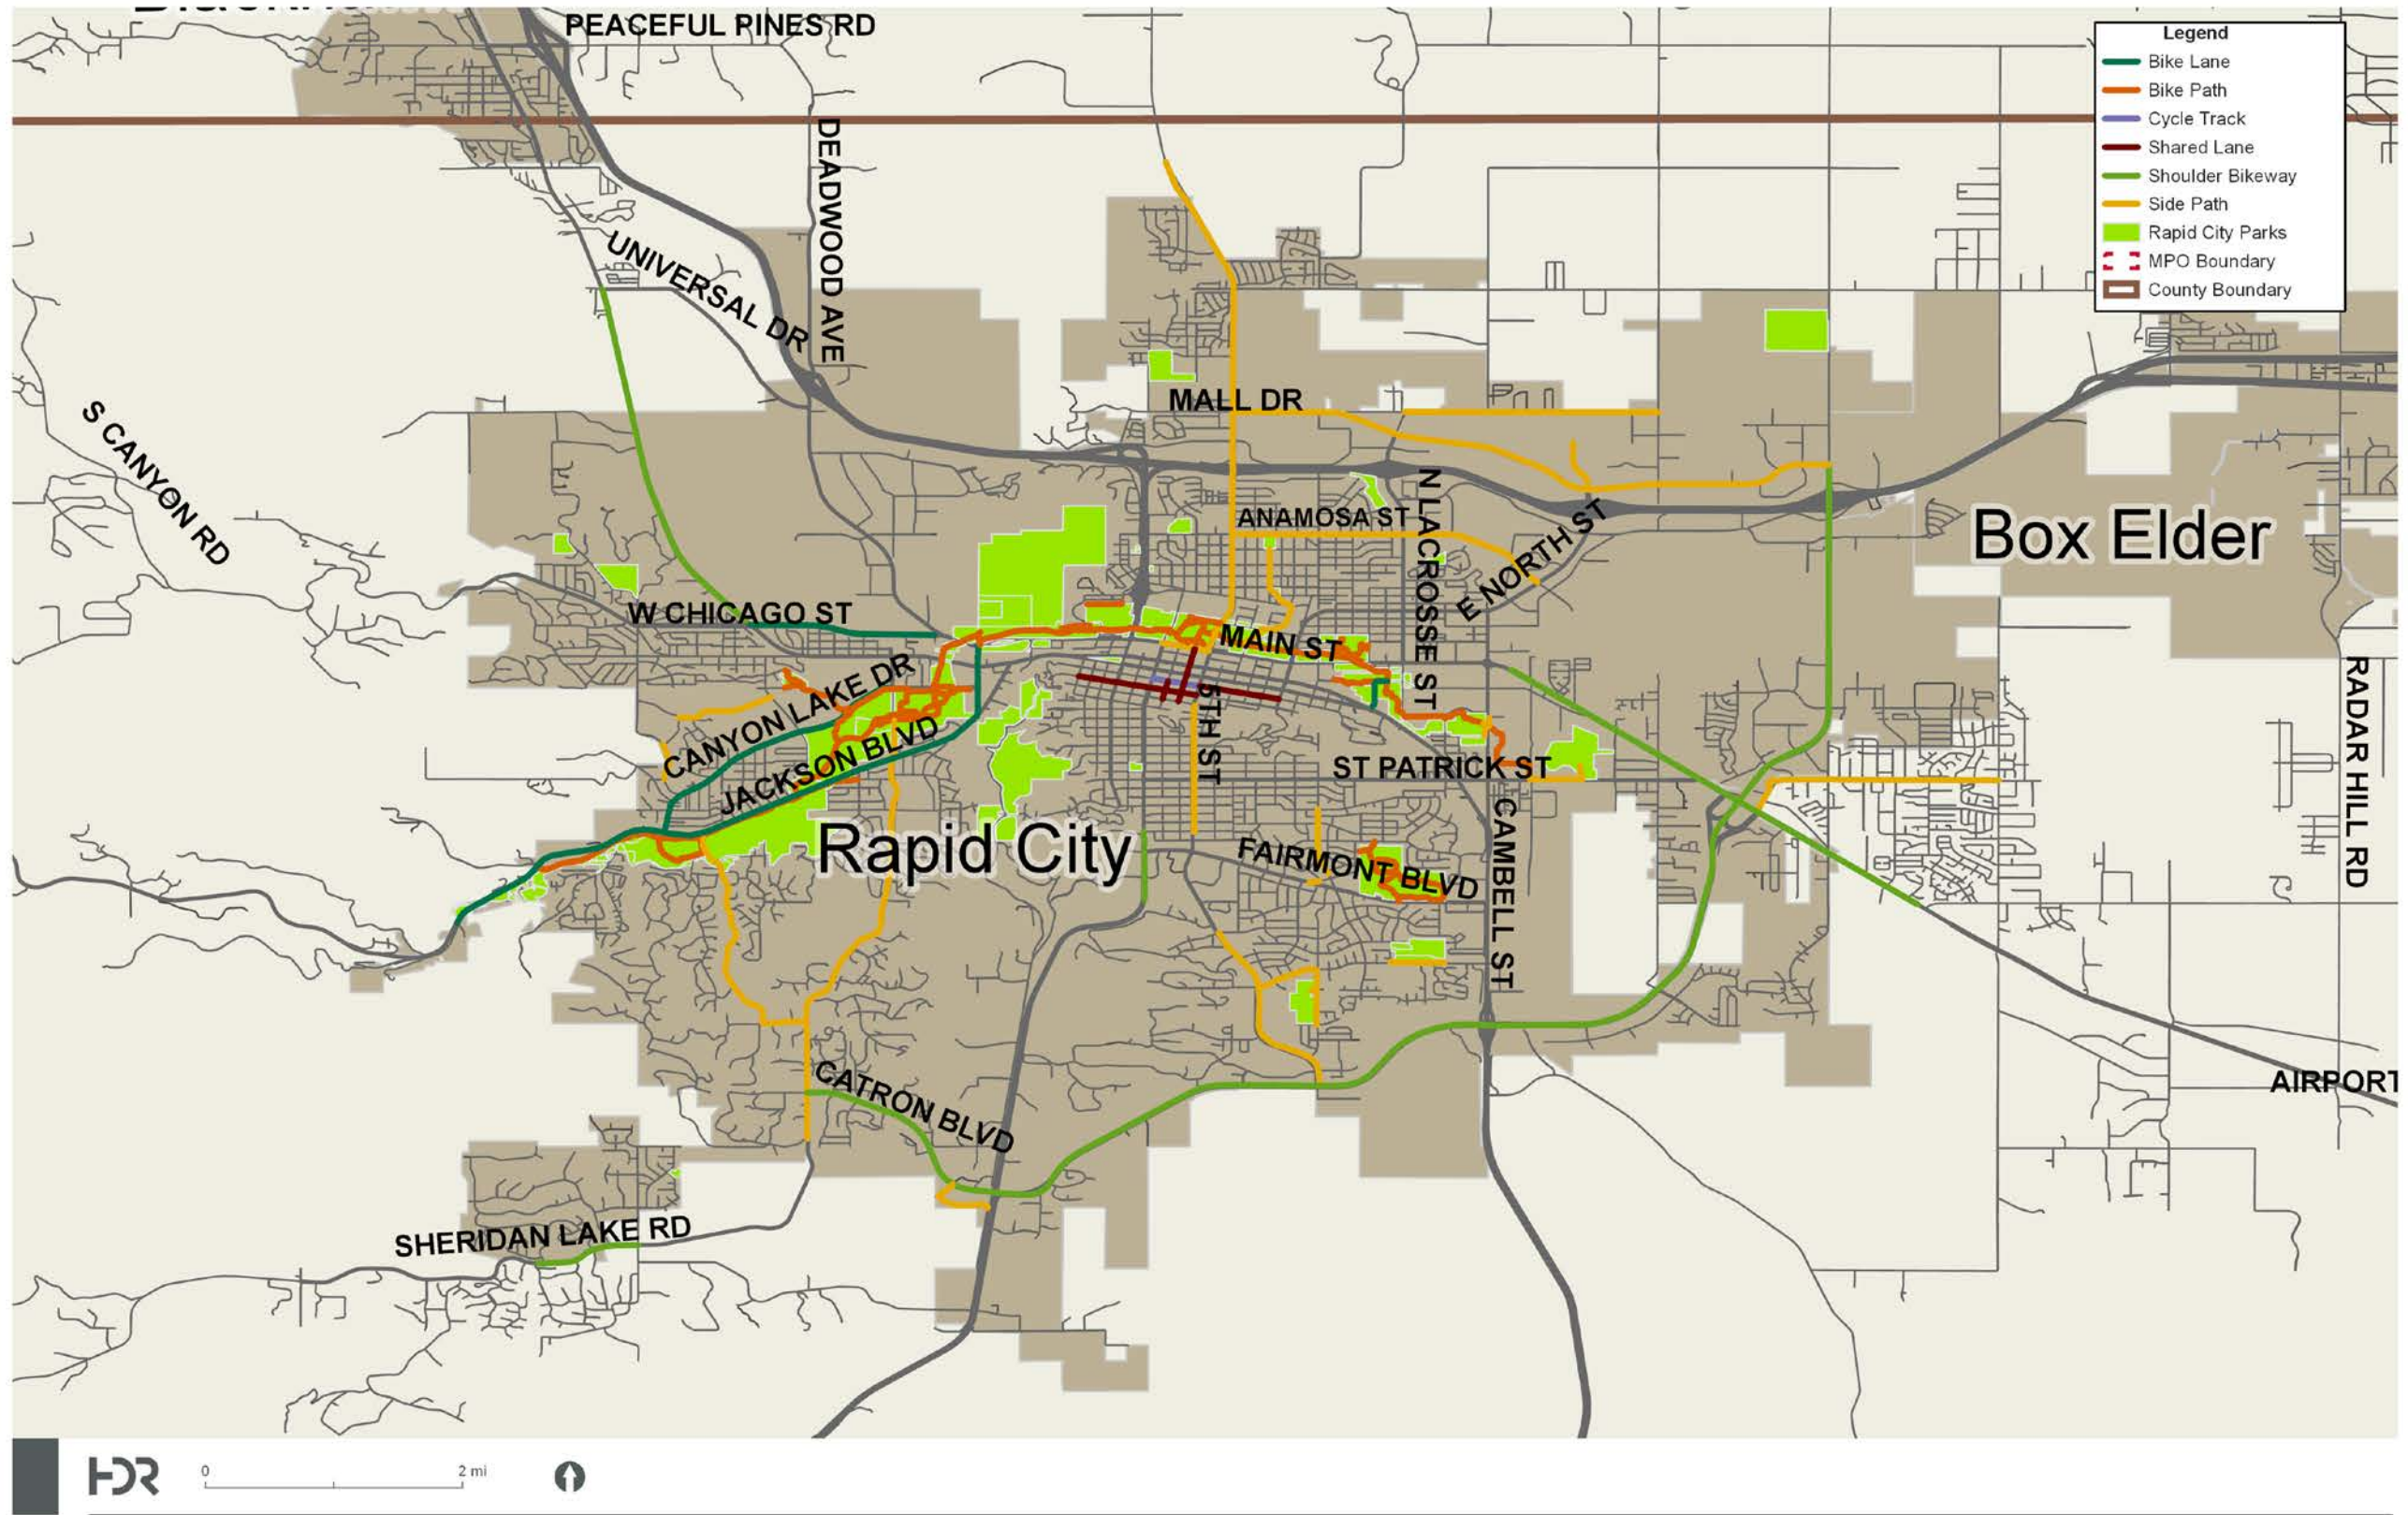 PEACEFUL PINES RD
Legend
Bike Lane
Bike Path
Cycle Track
Shared Lane
Shoulder Bikeway
Side Path
Rapid City Parks
MPO Boundary
County Boundary
DEADWOOD AVE
UNIVERSAL DR
S CANYON RD
MALL DR
N LACROSSE ST
ANAMOSA ST
E NORTH ST
Box Elder
W CHICAGO ST
MAIN ST
CANYON LAKE DR
5TH ST
RADAR HILL RD
JACKSON BLVD
ST PATRICK ST
Rapid City
FAIRMONT BLVD
CAMBELL ST
CATRON BLVD
AIRPORT
SHERIDAN LAKE RD
HDR
0 2 mi